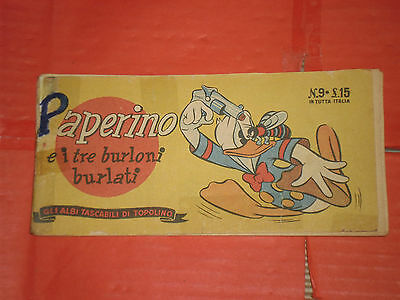 Paperino
e i tre burloni
burlati
GLI ALBI TASCABILI DI TOPOLINO
N.9 - £.15
IN TUTTA ITALIA